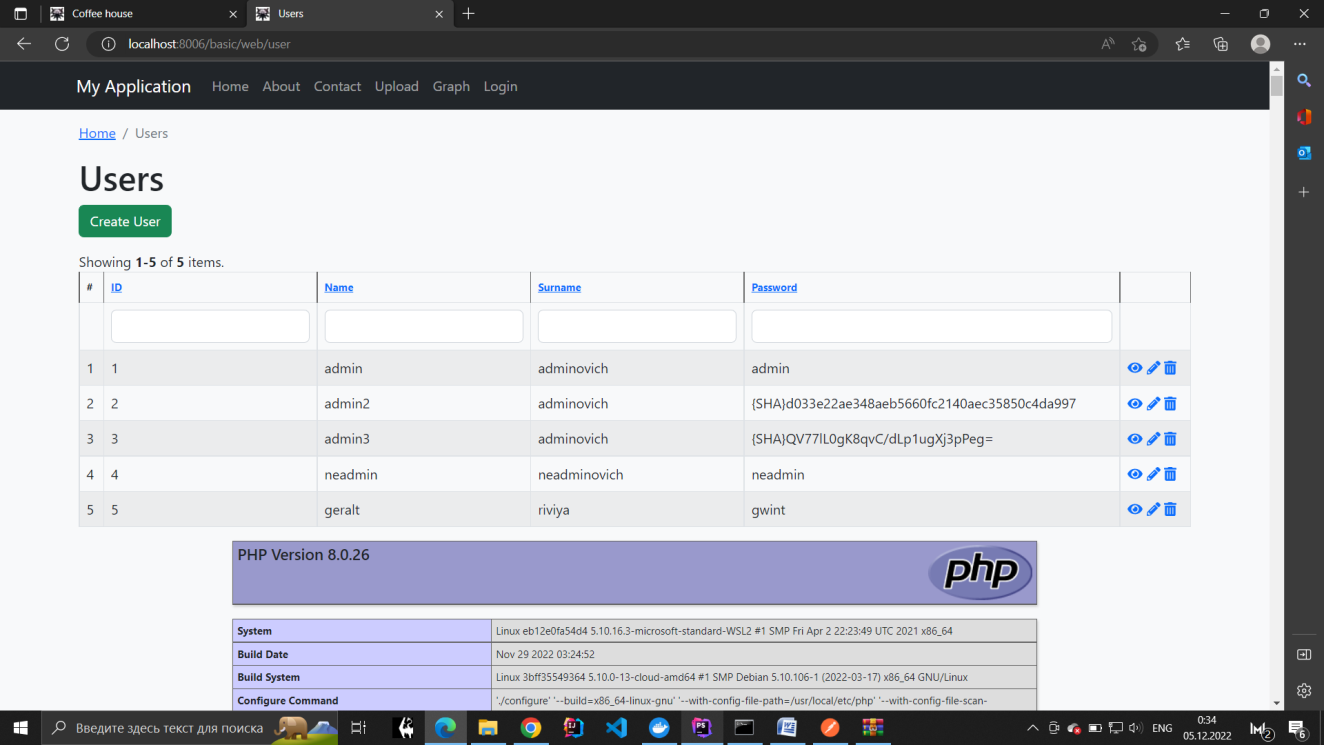 Coffee house
Users
localhost:8006/basic/web/user
My Application Home About Contact Upload Graph Login
Home / Users
Users
Create User
Showing 1-5 of 5 items.
# ID Name Surname Password
1 1 admin adminovich admin
2 2 admin2 adminovich {SHA}d033e22ae348aeb5660fc2140aec35850c4da997
3 3 admin3 adminovich {SHA}QV77lL0gK8qvC/dLp1ugXj3pPeg=
4 4 neadmin neadminovich neadmin
5 5 geralt riviya gwint
PHP Version 8.0.26
php
System Linux eb12e0fa54d4 5.10.16.3-microsoft-standard-WSL2 #1 SMP Fri Apr 2 22:23:49 UTC 2021 x86_64
Build Date Nov 29 2022 03:24:52
Build System Linux 3bff35549364 5.10.0-13-cloud-amd64 #1 SMP Debian 5.10.106-1 (2022-03-17) x86_64 GNU/Linux
Configure Command './configure' '--build=x86_64-linux-gnu' '--with-config-file-path=/usr/local/etc/php' '--with-config-file-scan-
Введите здесь текст для поиска
ENG
0:34
05.12.2022
2
6